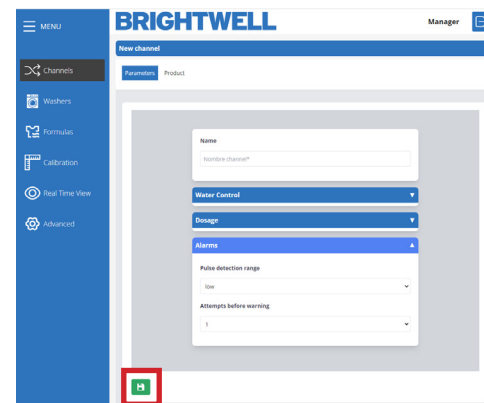 MENU
BRIGHTWELL
Manager
New channel
Channels
Parameters Product
Washers
Formulas
Name
Nombre channel*
Calibration
Real Time View
Water Control
Advanced
Dosage
Alarms
Pulse detection range
low
Attempts before warning
1